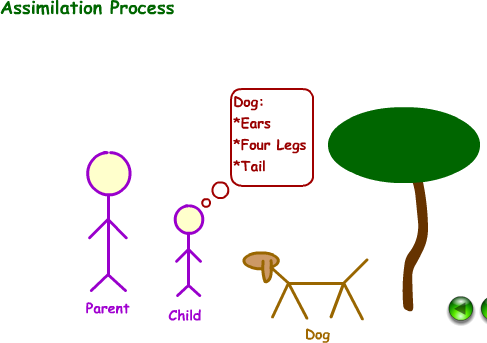 Assimilation Process
Dog:
*Ears
*Four Legs
*Tail
Parent
Child
Dog